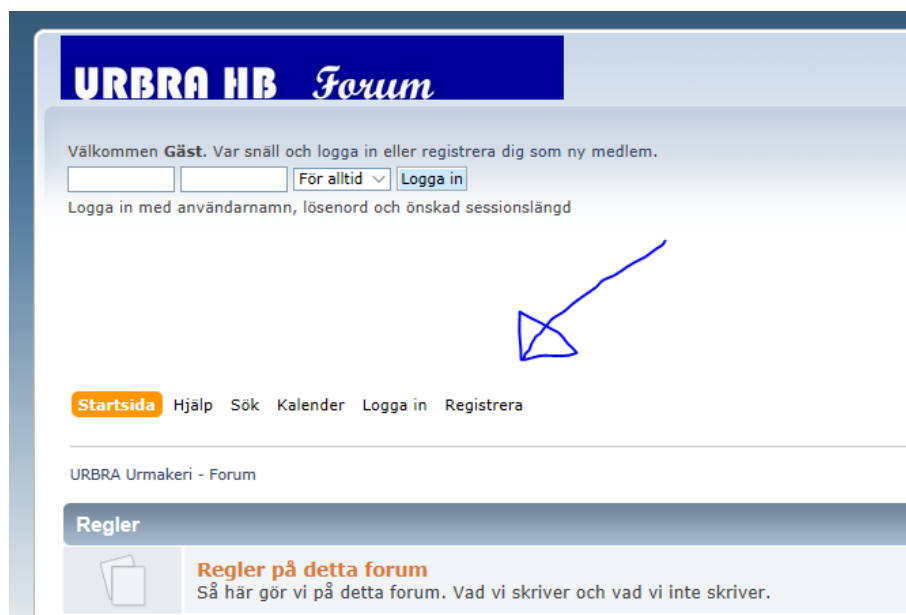 URBRA HB Forum
Välkommen Gäst. Var snäll och logga in eller registrera dig som ny medlem.
För alltid Logga in
Logga in med användarnamn, lösenord och önskad sessionslängd
Startsida Hjälp Sök Kalender Logga in Registrera
URBRA Urmakeri - Forum
Regler
Regler på detta forum
Så här gör vi på detta forum. Vad vi skriver och vad vi inte skriver.